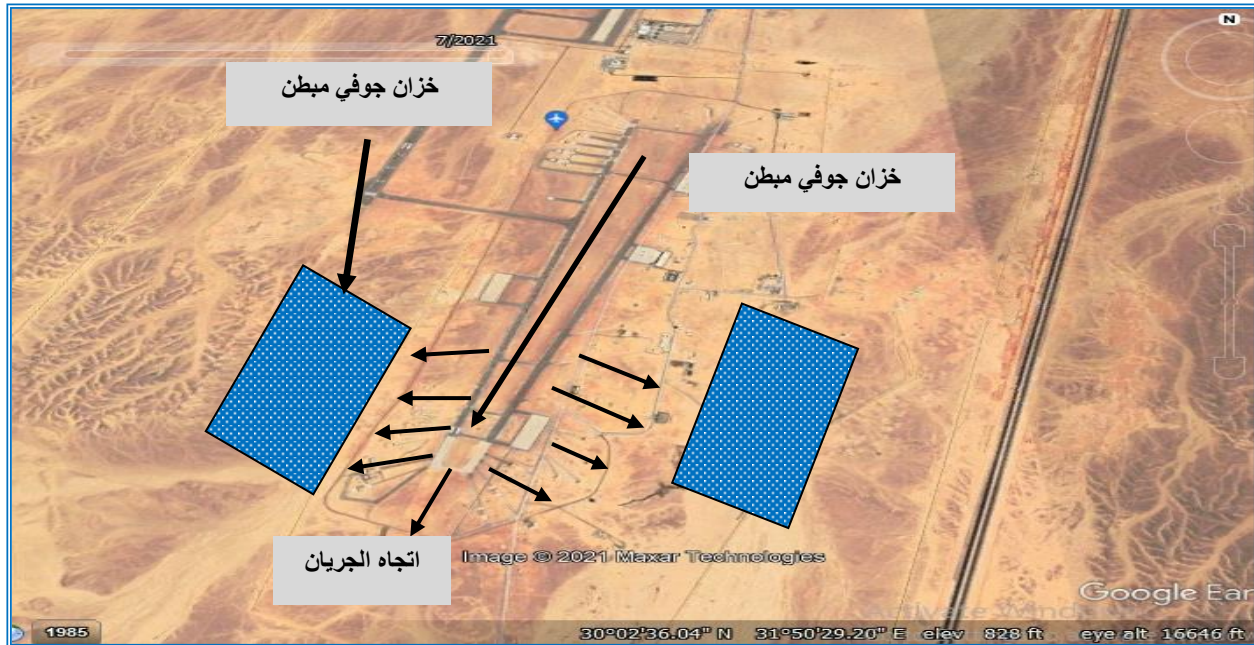 N
7/2021
خزان جوفي مبطن
خزان جوفي مبطن
اتجاه الجريان
Image © 2021 Maxar Technologies
Google Ear
1985
30°02'36.04" N 31°50'29.20" E elev 828 ft eye alt 16646 ft